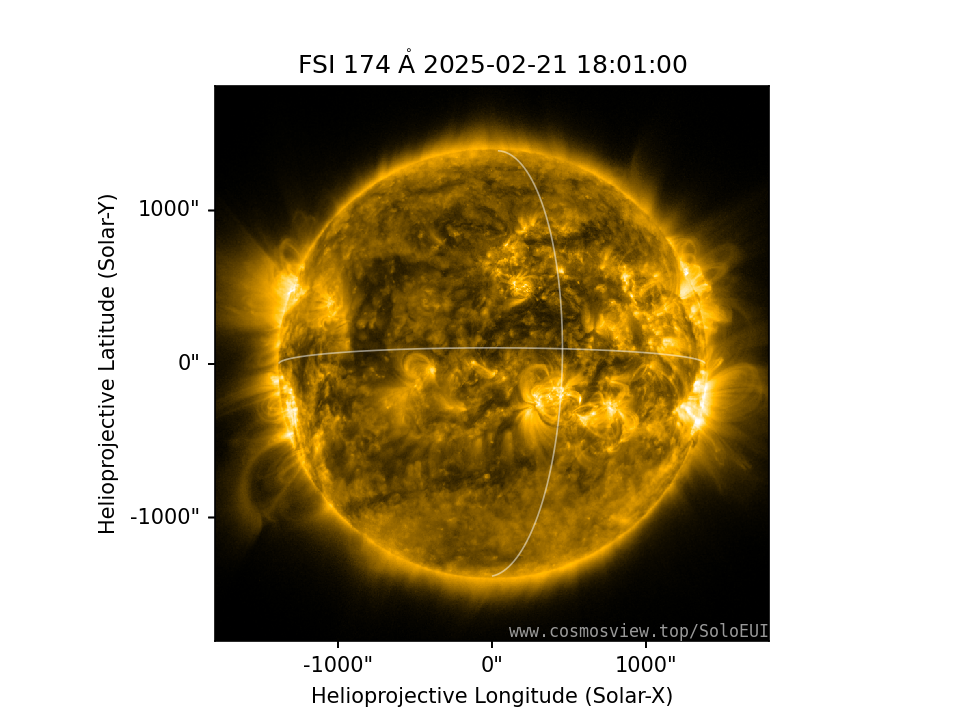 FSI 174 Å 2025-02-21 18:01:00
Helioprojective Latitude (Solar-Y)
1000"
0"
-1000"
www.cosmosview.top/SoloEUI
-1000" 0" 1000"
Helioprojective Longitude (Solar-X)